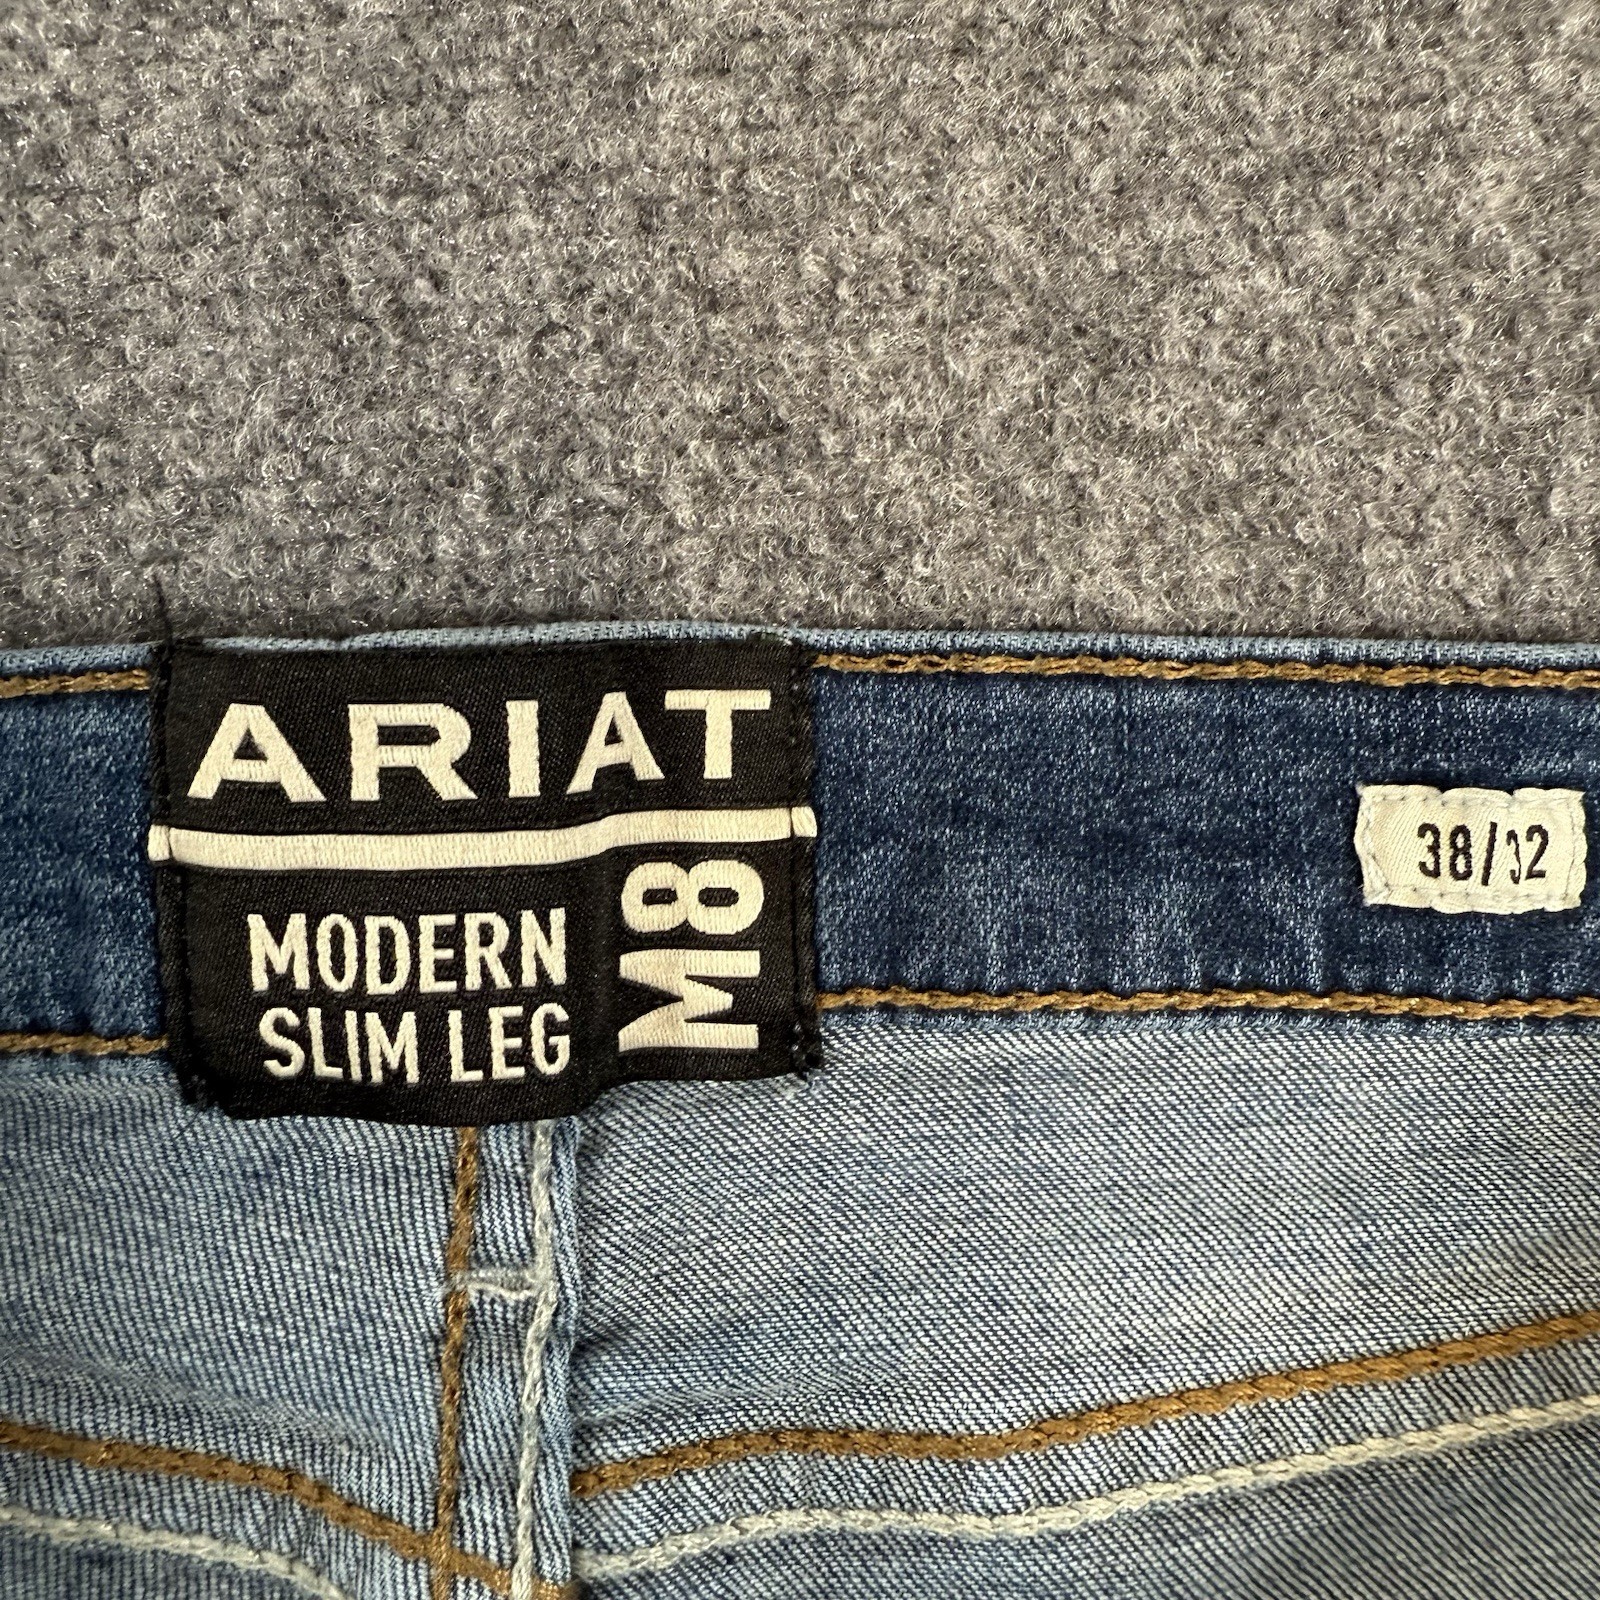 ARIAT
MODERN
SLIM LEG
M8
38/32